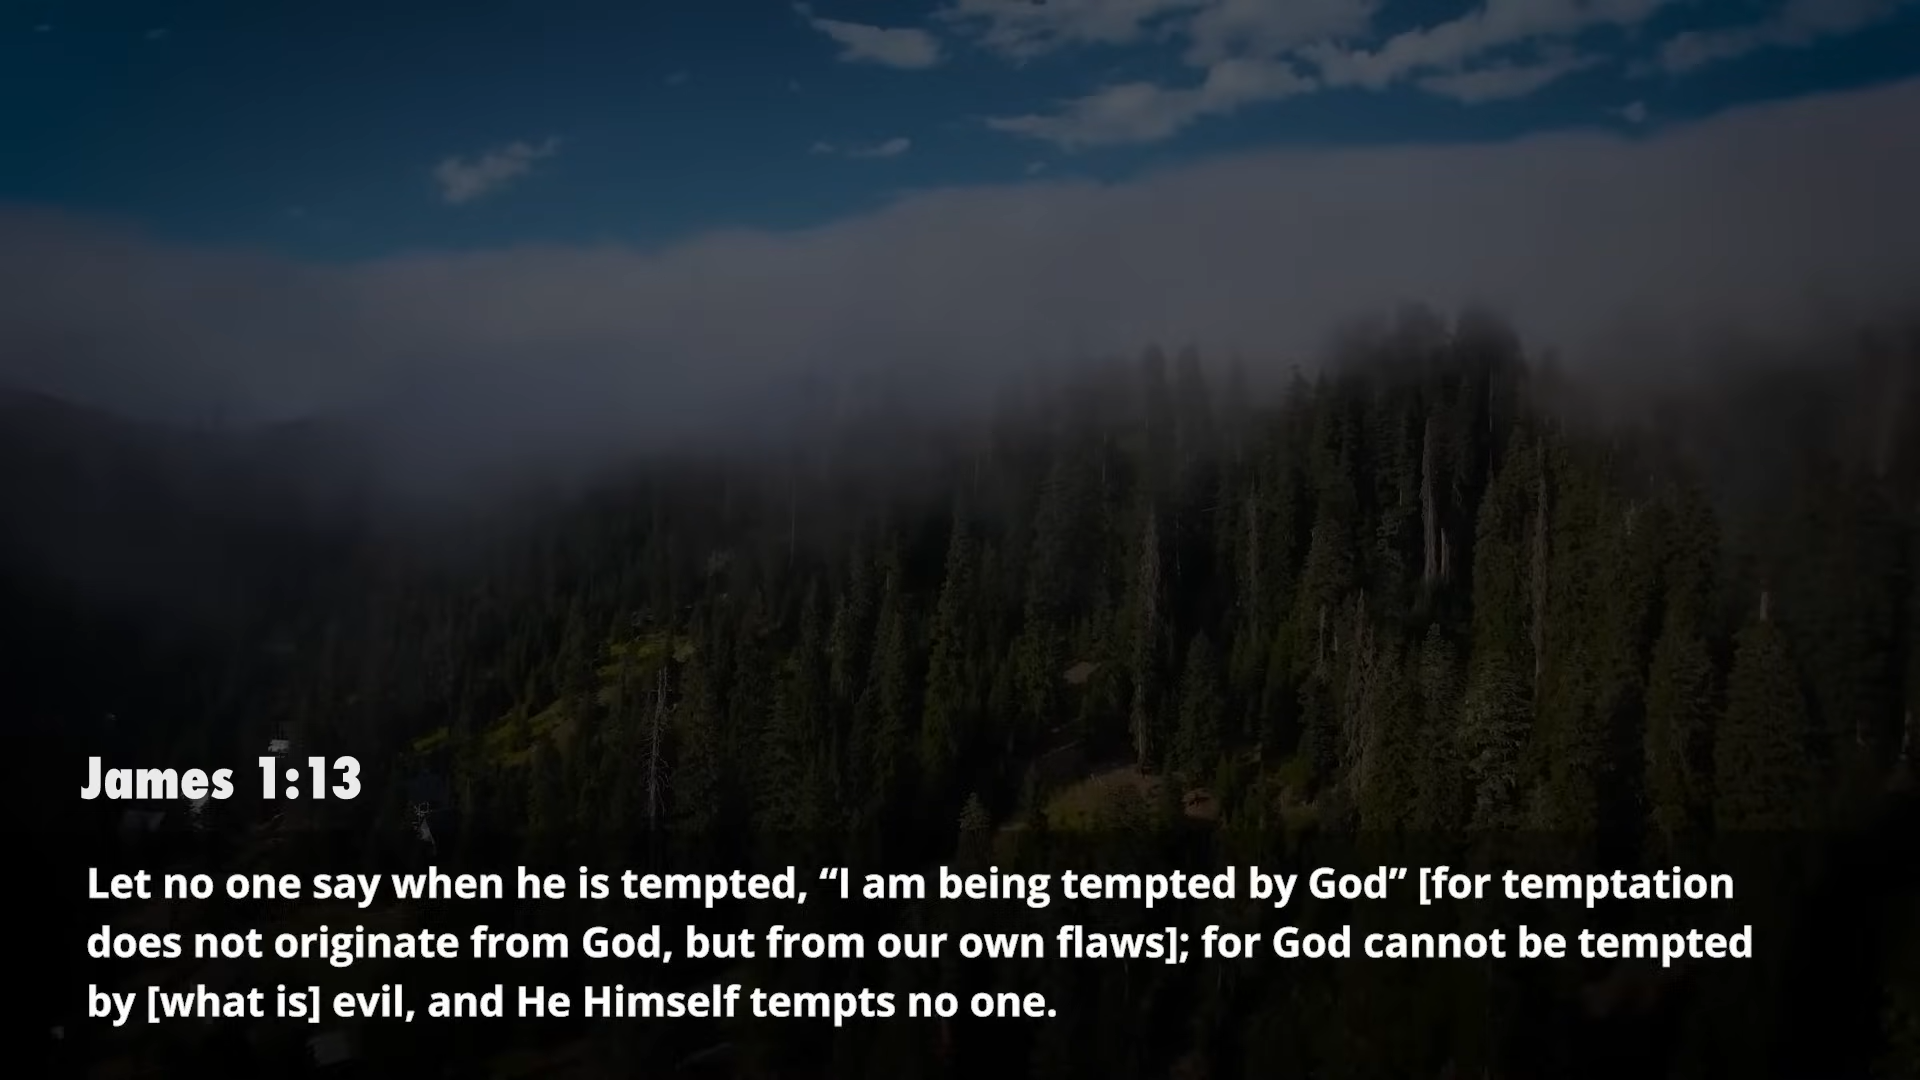 James 1:13
Let no one say when he is tempted, “I am being tempted by God” [for temptation
does not originate from God, but from our own flaws]; for God cannot be tempted
by [what is] evil, and He Himself tempts no one.